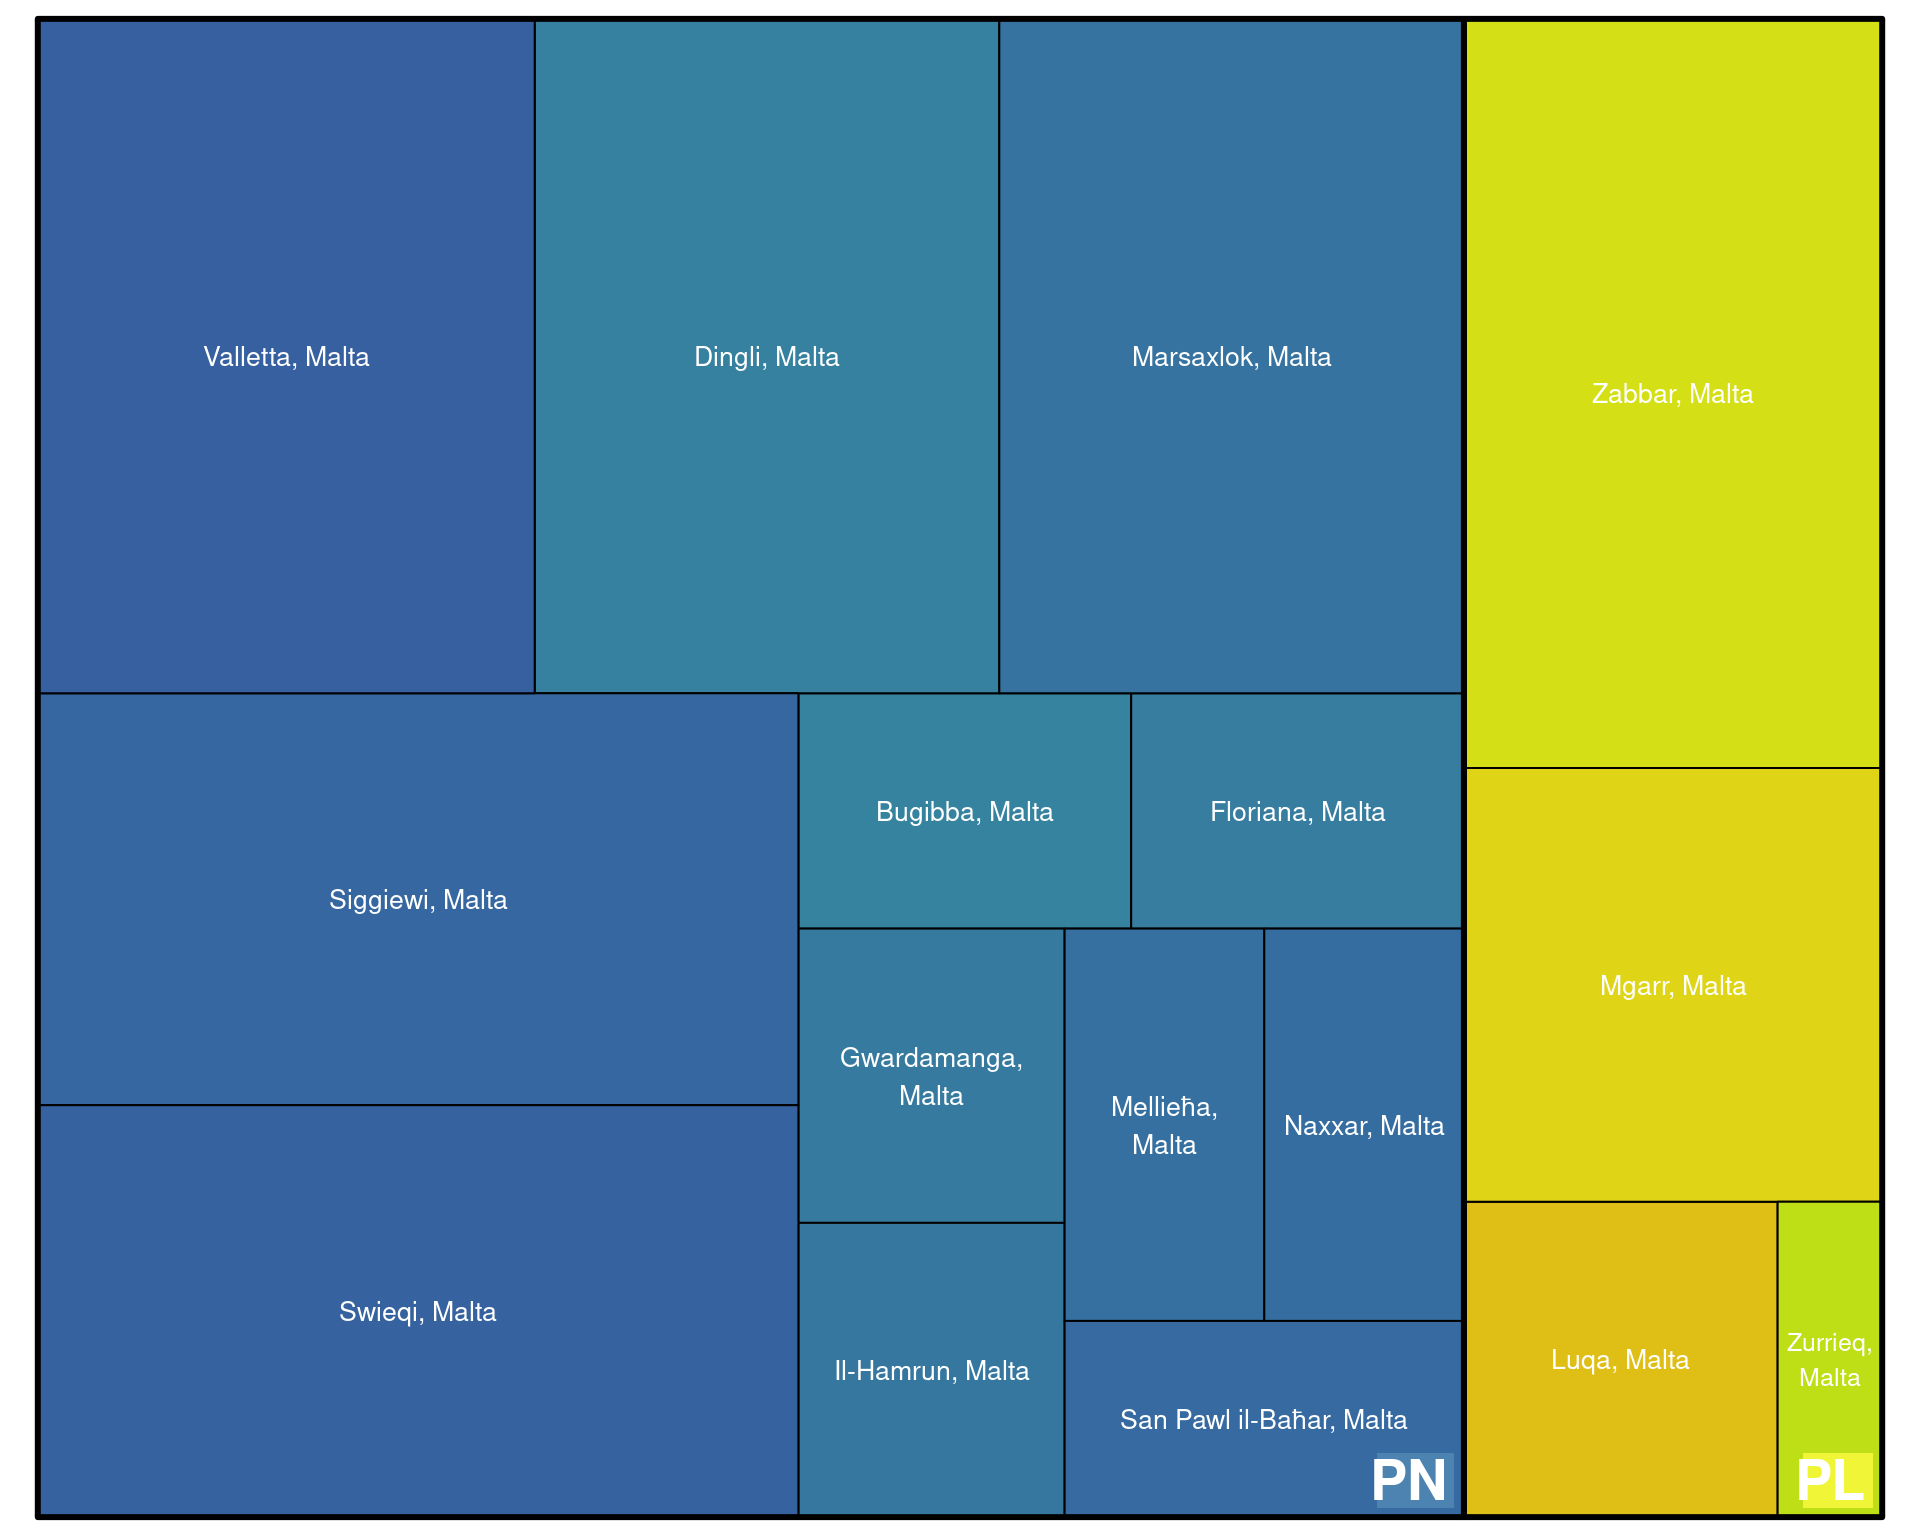 Valletta, Malta
Dingli, Malta
Marsaxlok, Malta
Zabbar, Malta
Bugibba, Malta
Floriana, Malta
Siggiewi, Malta
Mgarr, Malta
Gwardamanga,
Malta
Mellieħa,
Malta
Naxxar, Malta
Swieqi, Malta
Il-Hamrun, Malta
San Pawl il-Baħar, Malta
Luqa, Malta
Zurrieq,
Malta
PN
PL